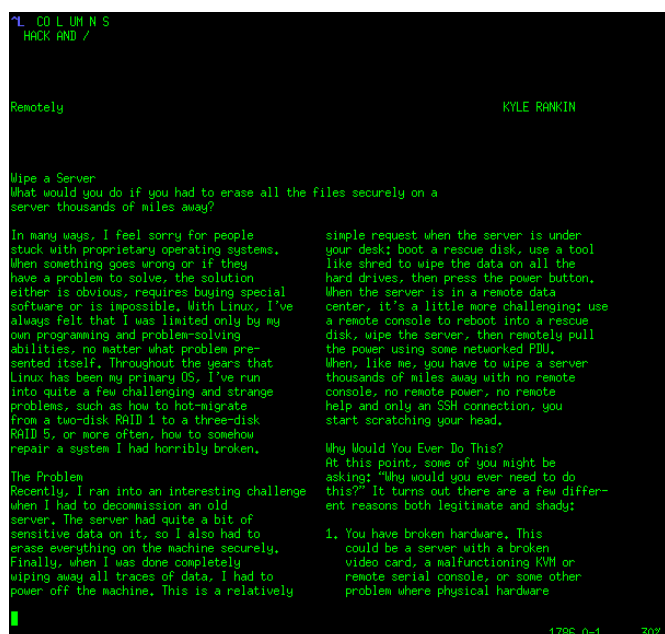 ^L CO L UM N S
HACK AND /
Remotely KYLE RANKIN
Wipe a Server
What would you do if you had to erase all the files securely on a
server thousands of miles away?
In many ways, I feel sorry for people
stuck with proprietary operating systems.
When something goes wrong or if they
have a problem to solve, the solution
either is obvious, requires buying special
software or is impossible. With Linux, I've
always felt that I was limited only by my
own programming and problem-solving
abilities, no matter what problem pre-
sented itself. Throughout the years that
Linux has been my primary OS, I've run
into quite a few challenging and strange
problems, such as how to hot-migrate
from a two-disk RAID 1 to a three-disk
RAID 5, or more often, how to somehow
repair a system I had horribly broken.
The Problem
Recently, I ran into an interesting challenge
when I had to decommission an old
server. The server had quite a bit of
sensitive data on it, so I also had to
erase everything on the machine securely.
Finally, when I was done completely
wiping away all traces of data, I had to
power off the machine. This is a relatively
simple request when the server is under
your desk: boot a rescue disk, use a tool
like shred to wipe the data on all the
hard drives, then press the power button.
When the server is in a remote data
center, it's a little more challenging: use
a remote console to reboot into a rescue
disk, wipe the server, then remotely pull
the power using some networked PDU.
When, like me, you have to wipe a server
thousands of miles away with no remote
console, no remote power, no remote
help and only an SSH connection, you
start scratching your head.
Why Would You Ever Do This?
At this point, some of you might be
asking: “Why would you ever need to do
this?” It turns out there are a few differ-
ent reasons both legitimate and shady:
1. You have broken hardware. This
could be a server with a broken
video card, a malfunctioning KVM or
remote serial console, or some other
problem where physical hardware
1786,0-1 30%